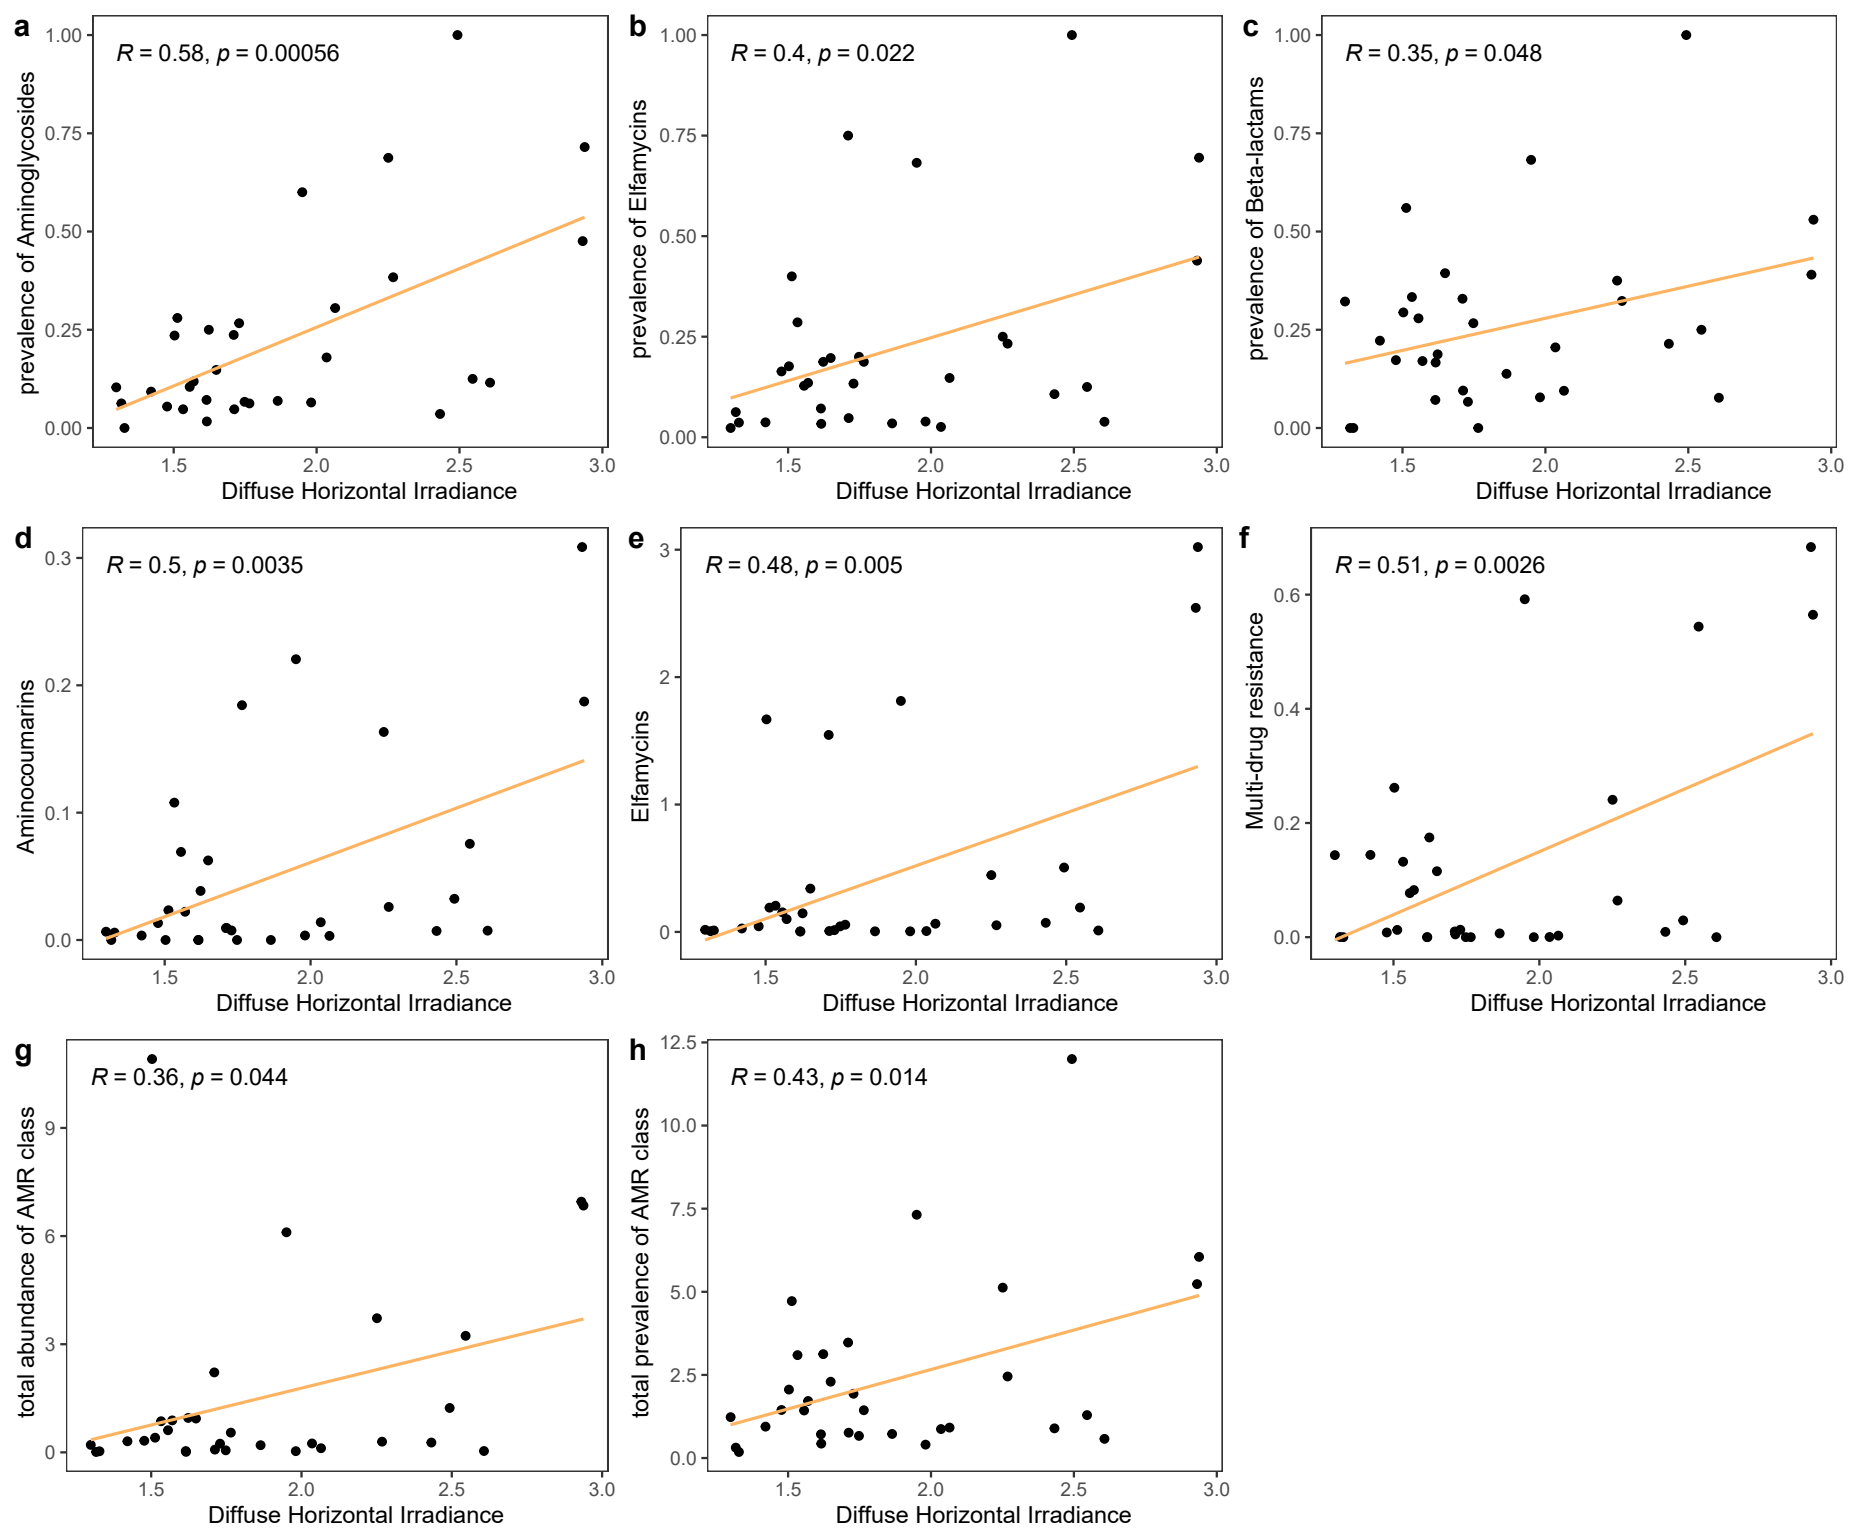 a
R = 0.58, p = 0.00056
prevalence of Aminoglycosides
1.00
0.75
0.50
0.25
0.00
1.5 2.0 2.5 3.0
Diffuse Horizontal Irradiance
b
R = 0.4, p = 0.022
prevalence of Elfamycins
1.00
0.75
0.50
0.25
0.00
1.5 2.0 2.5 3.0
Diffuse Horizontal Irradiance
c
R = 0.35, p = 0.048
prevalence of Beta-lactams
1.00
0.75
0.50
0.25
0.00
1.5 2.0 2.5 3.0
Diffuse Horizontal Irradiance
d
R = 0.5, p = 0.0035
Aminocoumarins
0.3
0.2
0.1
0.0
1.5 2.0 2.5 3.0
Diffuse Horizontal Irradiance
e
R = 0.48, p = 0.005
Elfamycins
3
2
1
0
1.5 2.0 2.5 3.0
Diffuse Horizontal Irradiance
f
R = 0.51, p = 0.0026
Multi-drug resistance
0.6
0.4
0.2
0.0
1.5 2.0 2.5 3.0
Diffuse Horizontal Irradiance
g
R = 0.36, p = 0.044
total abundance of AMR class
9
6
3
0
1.5 2.0 2.5 3.0
Diffuse Horizontal Irradiance
h
R = 0.43, p = 0.014
total prevalence of AMR class
12.5
10.0
7.5
5.0
2.5
0.0
1.5 2.0 2.5 3.0
Diffuse Horizontal Irradiance